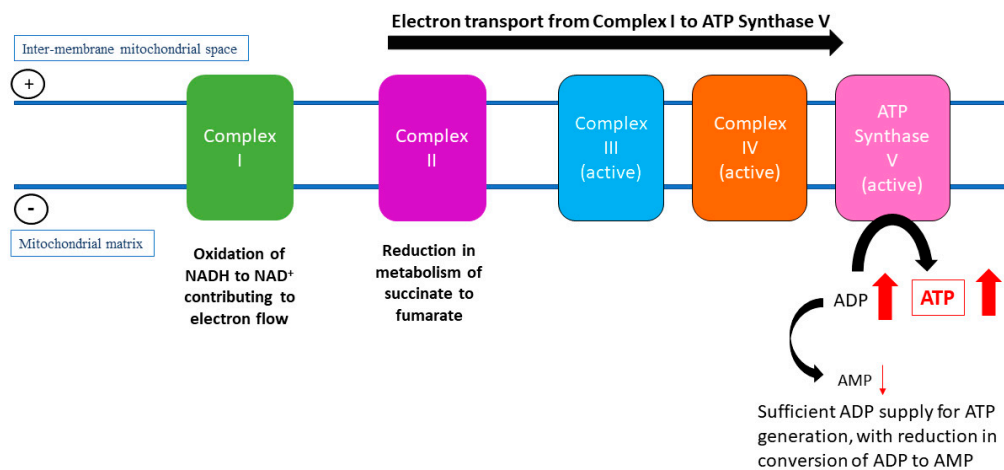 Electron transport from Complex I to ATP Synthase V
Inter-membrane mitochondrial space
+
Complex
I
Complex
II
Complex
III
(active)
Complex
IV
(active)
ATP
Synthase
V
(active)
-
Mitochondrial matrix
Oxidation of
NADH to NAD⁺
contributing to
electron flow
Reduction in
metabolism of
succinate to
fumarate
ADP
ATP
AMP
Sufficient ADP supply for ATP
generation, with reduction in
conversion of ADP to AMP